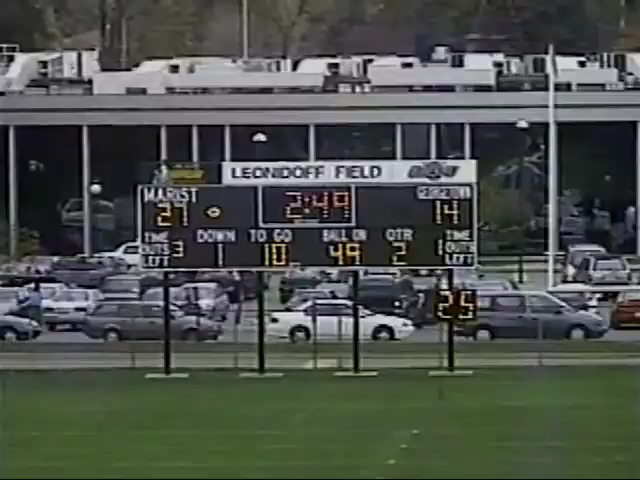 LEONIDOFF FIELD
MARIST
2:49
27
14
TIME OUTS LEFT 3
DOWN TO GO BALL ON QTR
1 10 49 2
1 TIME OUTS LEFT
25